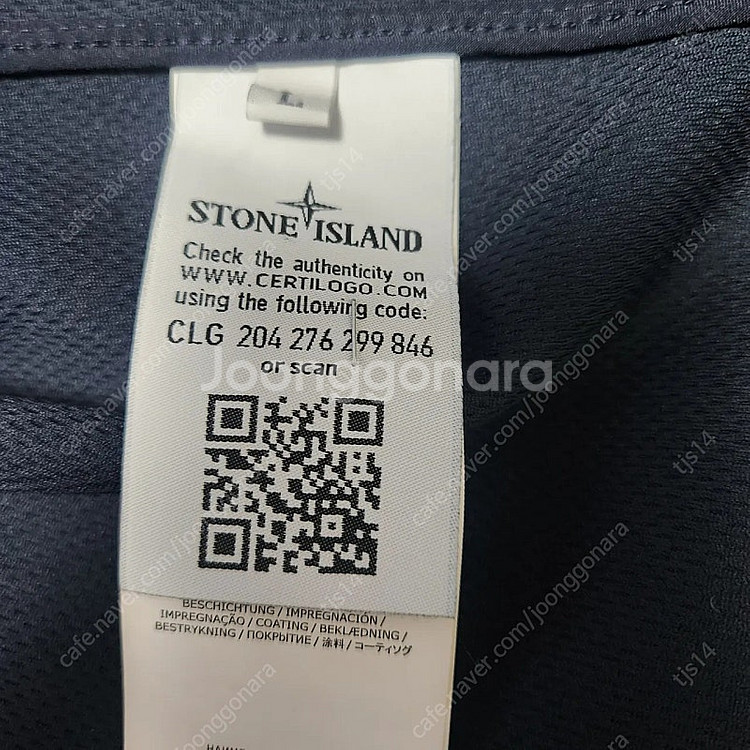 L
STONE ISLAND
Check the authenticity on
WWW.CERTILOGO.COM
using the following code:
CLG 204 276 299 846
or scan
Joonggonara
BESCHICHTUNG / IMPREGNACIÓN /
IMPREGNAÇÃO / COATING / BEKLÆDNING /
BESTRYKNING / ПОКРЫТИЕ / 涂料 / コーティング
cafe.naver.com/joonggonara
tjs14